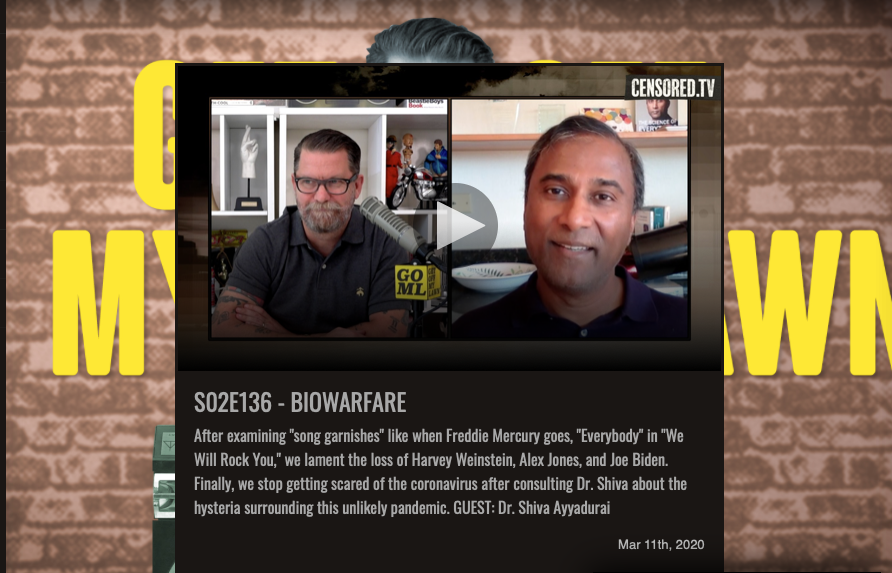 CENSORED.TV
GO
ML
MY
AWN
S02E136 - BIOWARFARE
After examining "song garnishes" like when Freddie Mercury goes, "Everybody" in "We
Will Rock You," we lament the loss of Harvey Weinstein, Alex Jones, and Joe Biden.
Finally, we stop getting scared of the coronavirus after consulting Dr. Shiva about the
hysteria surrounding this unlikely pandemic. GUEST: Dr. Shiva Ayyadurai
Mar 11th, 2020